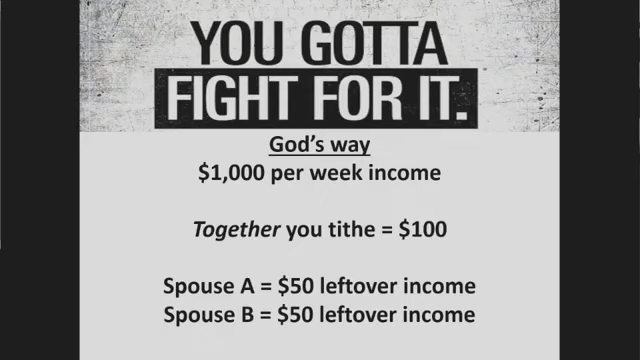 YOU GOTTA
FIGHT FOR IT.
God's way
$1,000 per week income
Together you tithe = $100
Spouse A = $50 leftover income
Spouse B = $50 leftover income